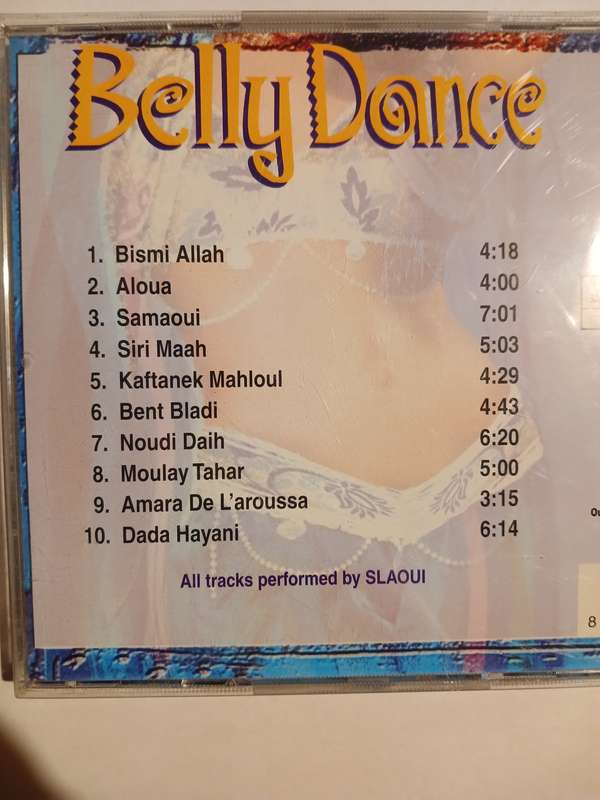 Belly Dance
1. Bismi Allah 4:18
2. Aloua 4:00
3. Samaoui 7:01
4. Siri Maah 5:03
5. Kaftanek Mahloul 4:29
6. Bent Bladi 4:43
7. Noudi Daih 6:20
8. Moulay Tahar 5:00
9. Amara De L'aroussa 3:15
10. Dada Hayani 6:14
All tracks performed by SLAOUI
8